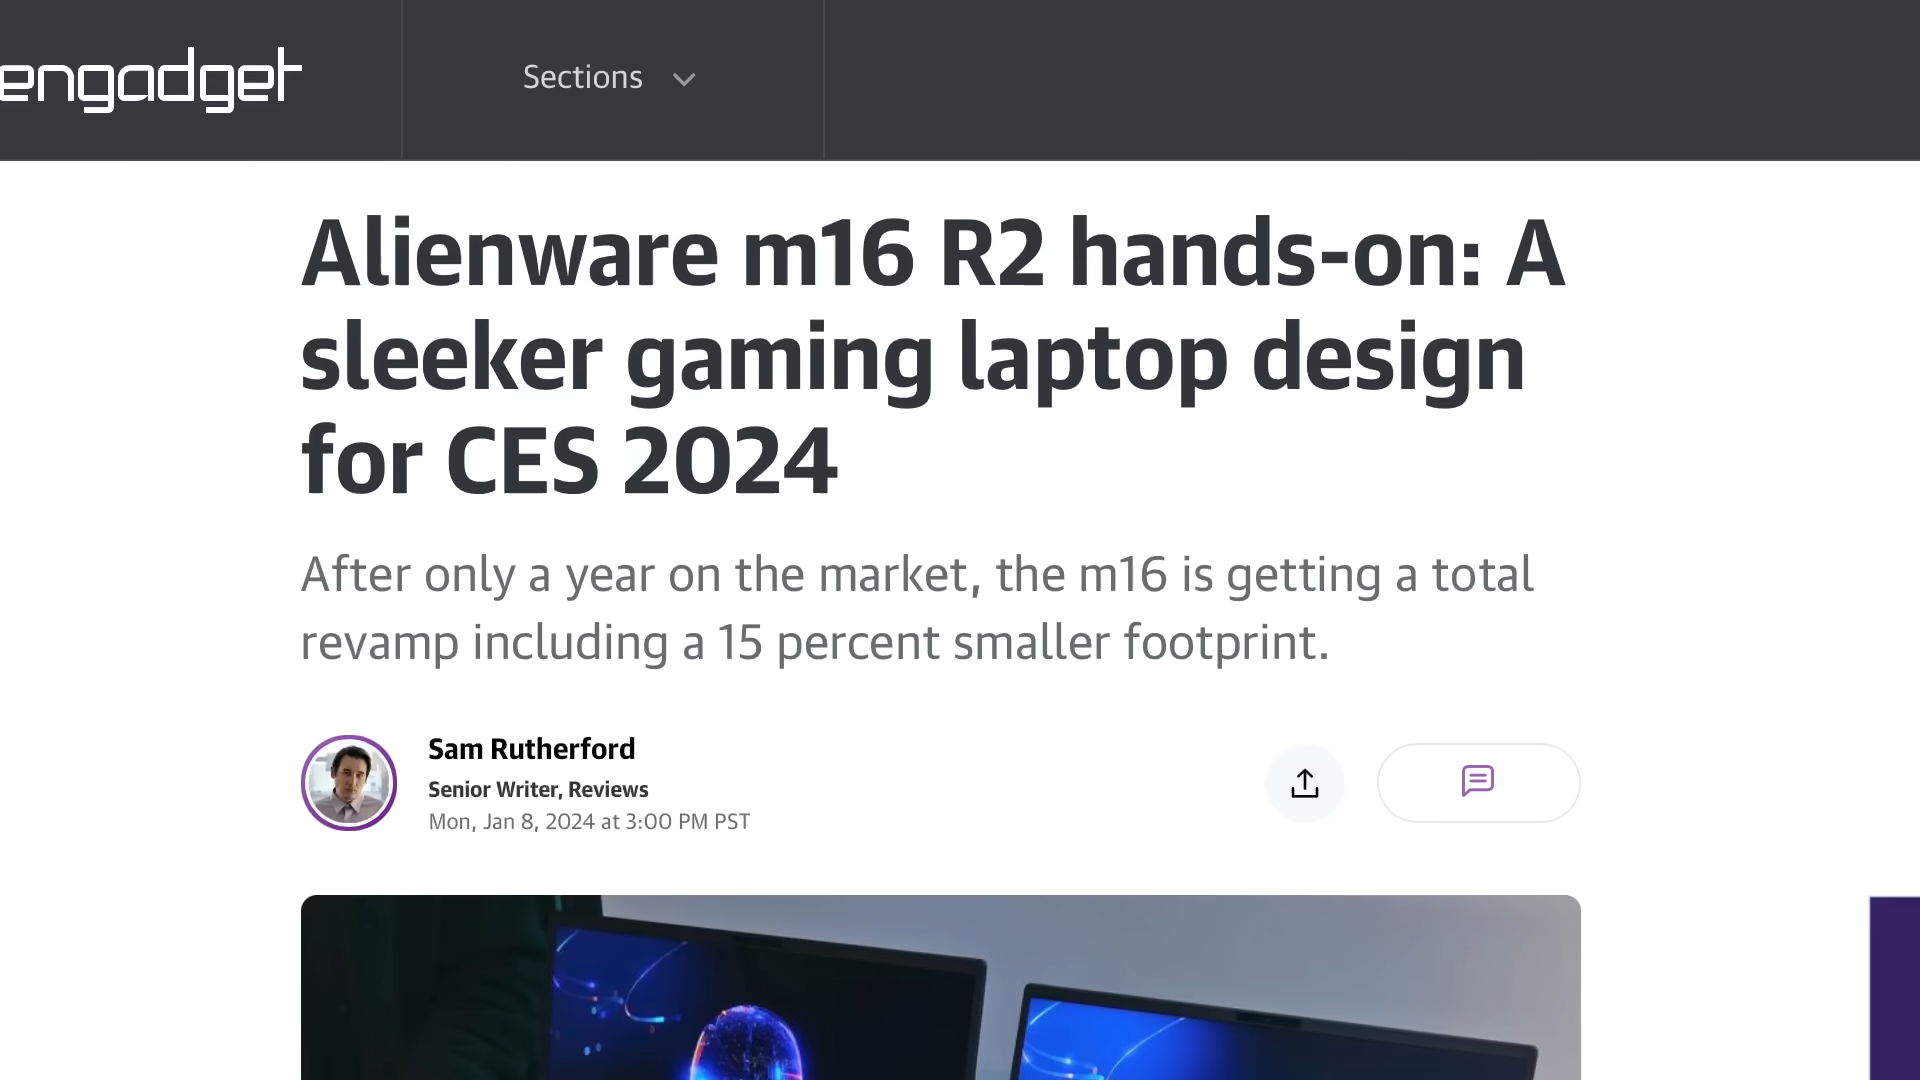 engadget
Sections
Alienware m16 R2 hands-on: A
sleeker gaming laptop design
for CES 2024
After only a year on the market, the m16 is getting a total
revamp including a 15 percent smaller footprint.
Sam Rutherford
Senior Writer, Reviews
Mon, Jan 8, 2024 at 3:00 PM PST